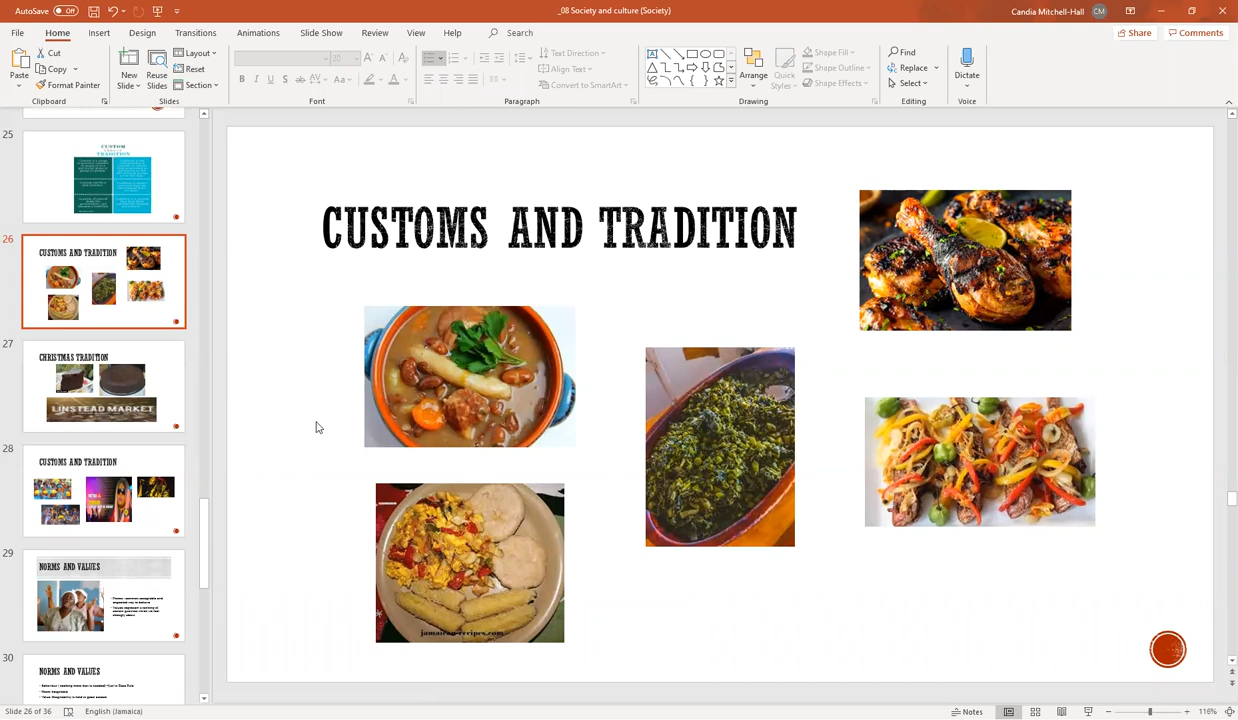 AutoSave Off
_08 Society and culture (Society)
Candia Mitchell-Hall CM
File Home Insert Design Transitions Animations Slide Show Review View Help Search
Share Comments
Paste
Cut
Copy
Format Painter
Clipboard
New Slides
Reuse Slides
Layout
Reset
Section
Slides
20
Font
Text Direction
Align Text
Convert to SmartArt
Paragraph
Arrange
Quick Styles
Shape Fill
Shape Outline
Shape Effects
Drawing
Find
Replace
Select
Editing
Dictate
Voice
25
CUSTOM
TRADITION
26
CUSTOMS AND TRADITION
27
CHRISTMAS TRADITION
LINSTEAD MARKET
28
CUSTOMS AND TRADITION
29
NORMS AND VALUES
30
NORMS AND VALUES
CUSTOMS AND TRADITION
jamaican-recipes.com
Slide 26 of 36
English (Jamaica)
Notes
116%